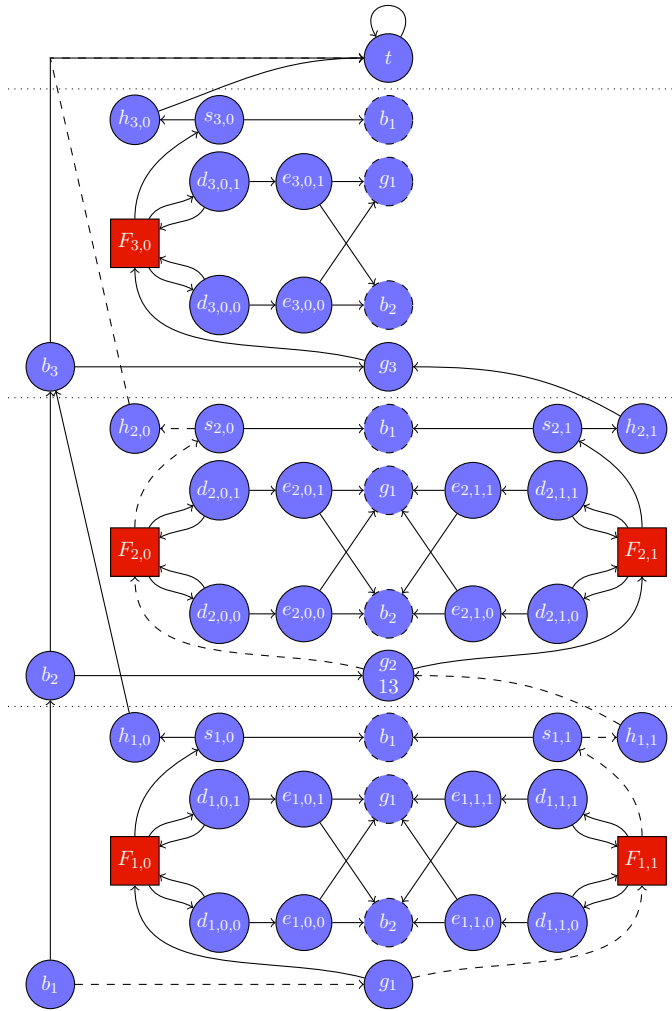 t
h3,0 s3,0 b1
d3,0,1 e3,0,1 g1
F3,0
d3,0,0 e3,0,0 b2
b3 g3
h2,0 s2,0 b1 s2,1 h2,1
d2,0,1 e2,0,1 g1 e2,1,1 d2,1,1
F2,0 F2,1
d2,0,0 e2,0,0 b2 e2,1,0 d2,1,0
b2 g2
13
h1,0 s1,0 b1 s1,1 h1,1
d1,0,1 e1,0,1 g1 e1,1,1 d1,1,1
F1,0 F1,1
d1,0,0 e1,0,0 b2 e1,1,0 d1,1,0
b1 g1